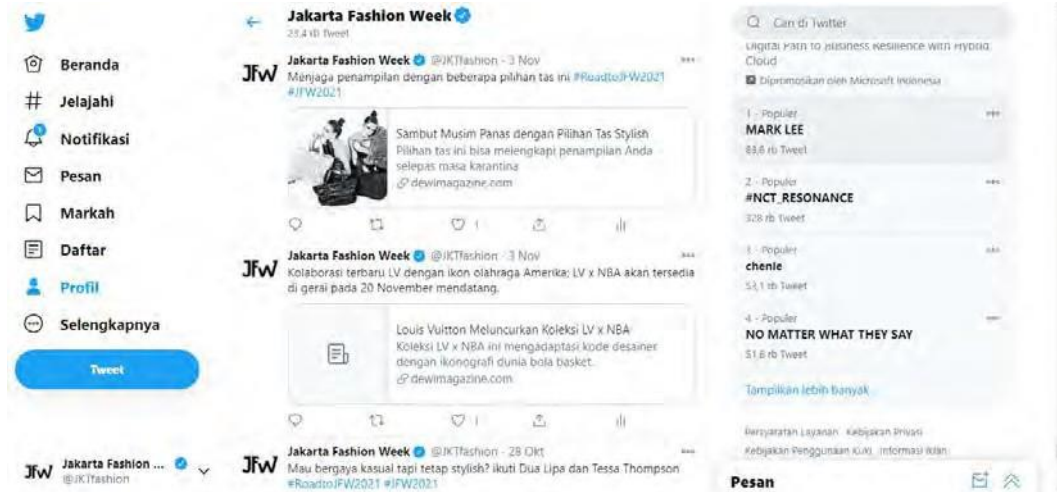 Beranda
Jelajahi
Notifikasi
Pesan
Markah
Daftar
Profil
Selengkapnya
Tweet
JFW
Jakarta Fashion ...
@JKTfashion
Jakarta Fashion Week
23,4 rb Tweet
JFW
Jakarta Fashion Week @JKTfashion · 3 Nov
Menjaga penampilan dengan beberapa pilihan tas ini #RoadtoJFW2021
#JFW2021
Sambut Musim Panas dengan Pilihan Tas Stylish
Pilihan tas ini bisa melengkapi penampilan Anda
selepas masa karantina
dewimagazine.com
1
JFW
Jakarta Fashion Week @JKTfashion · 3 Nov
Kolaborasi terbaru LV dengan ikon olahraga Amerika; LV x NBA akan tersedia
di gerai pada 20 November mendatang.
Louis Vuitton Meluncurkan Koleksi LV x NBA
Koleksi LV x NBA ini mengadaptasi kode desainer
dengan ikonografi dunia bola basket.
dewimagazine.com
1
JFW
Jakarta Fashion Week @JKTfashion · 28 Okt
Mau bergaya kasual tapi tetap stylish? ikuti Dua Lipa dan Tessa Thompson
#RoadtoJFW2021 #JFW2021
Cari di Twitter
Digital Path to Business Resilience with Hybrid
Cloud
Dipromosikan oleh Microsoft Indonesia
1 · Populer
MARK LEE
rb Tweet
2 · Populer
#NCT_RESONANCE
328 rb Tweet
3 · Populer
chenle
rb Tweet
4 · Populer
NO MATTER WHAT THEY SAY
51,6 rb Tweet
Tampilkan lebih banyak
Persyaratan Layanan Kebijakan Privasi
Kebijakan Penggunaan Kuki Informasi Iklan
Pesan